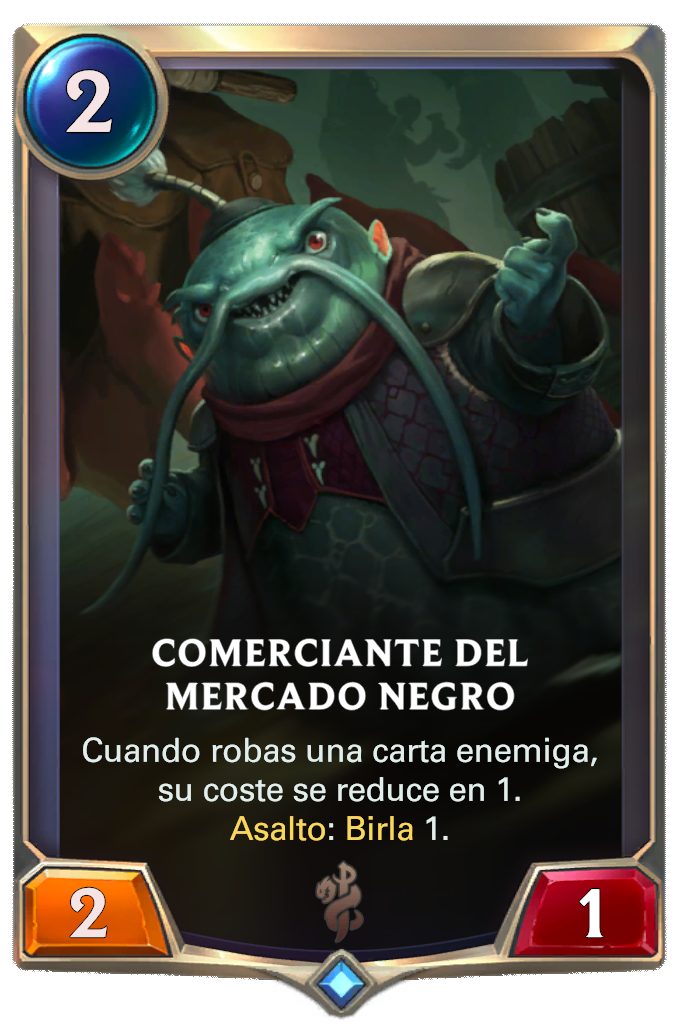 2
COMERCIANTE DEL
MERCADO NEGRO
Cuando robas una carta enemiga,
su coste se reduce en 1.
Asalto: Birla 1.
2
1